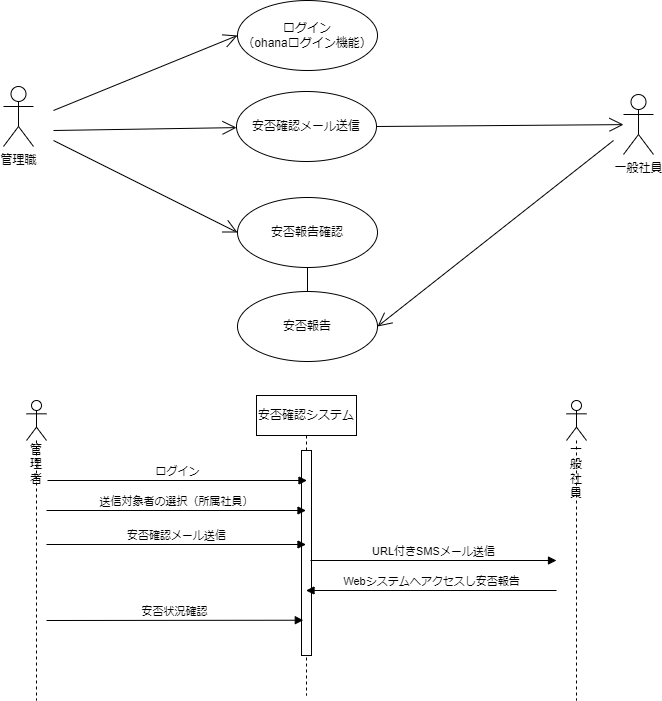 ログイン
（ohanaログイン機能）
安否確認メール送信
管理職
一般社員
安否報告確認
安否報告
安否確認システム
管理者
一般社員
ログイン
送信対象者の選択（所属社員）
安否確認メール送信
URL付きSMSメール送信
Webシステムへアクセスし安否報告
安否状況確認